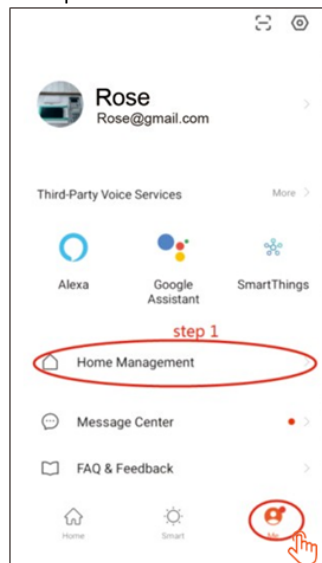 Rose
Rose@gmail.com
Third-Party Voice Services More
Alexa Google Assistant SmartThings
step 1
Home Management
Message Center
FAQ & Feedback
Home Smart Me